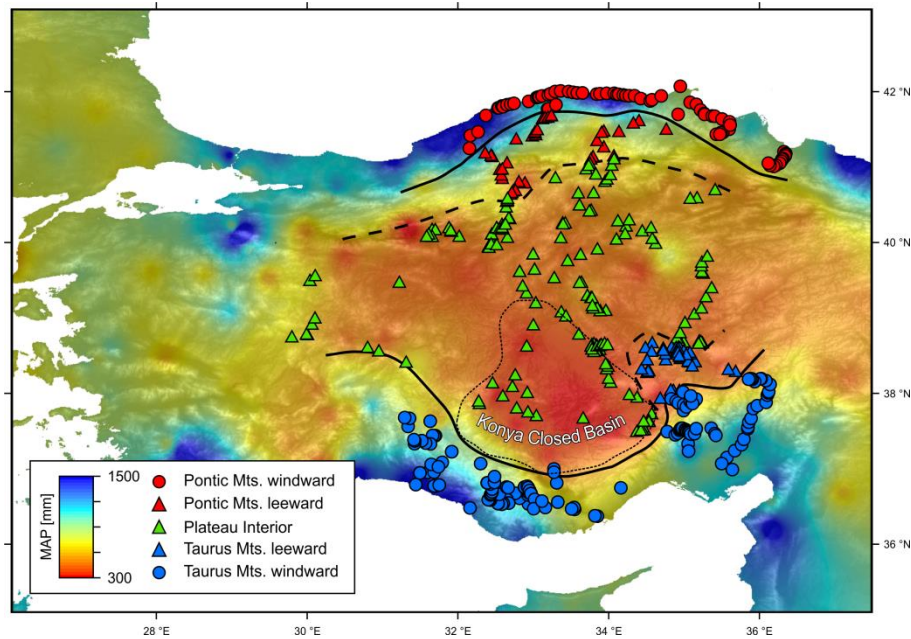 42 °N
40 °N
38 °N
36 °N
Konya Closed Basin
1500
MAP [mm]
300
Pontic Mts. windward
Pontic Mts. leeward
Plateau Interior
Taurus Mts. leeward
Taurus Mts. windward
28 °E
32 °E
34 °E
36 °E